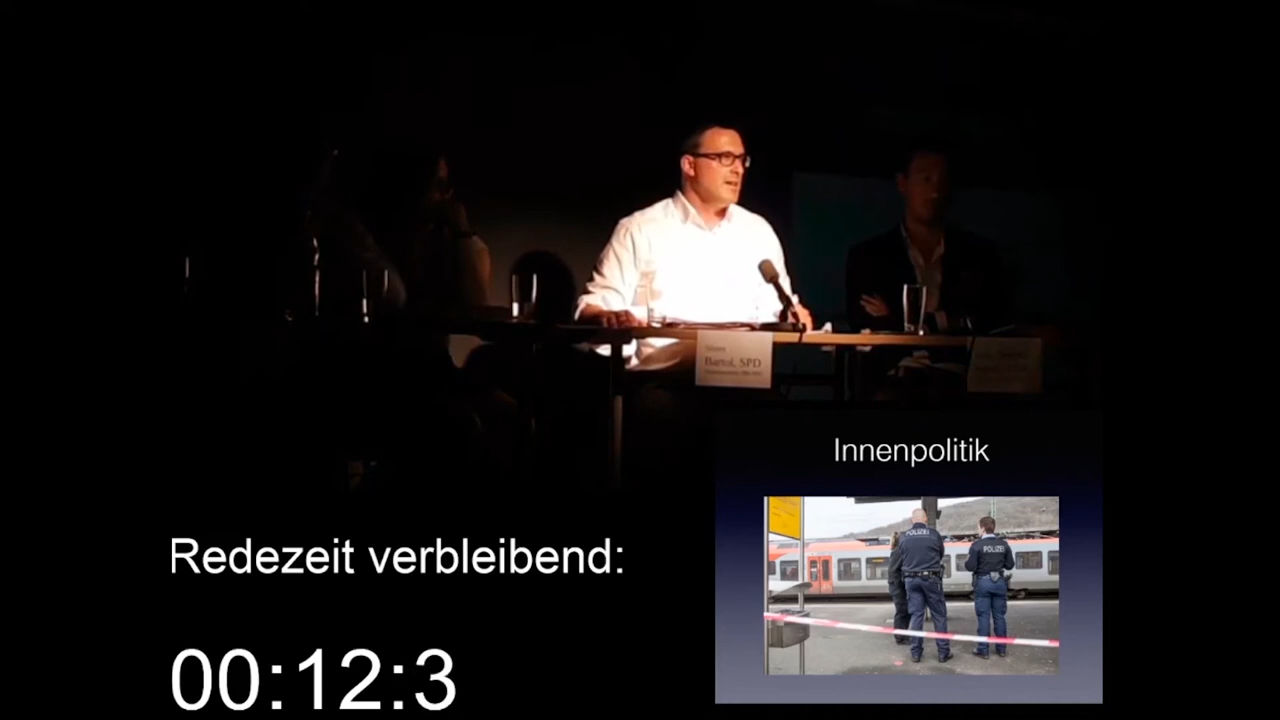 Bartol, SPD
Innenpolitik
POLIZEI
POLIZEI
Redezeit verbleibend:
00:12:3